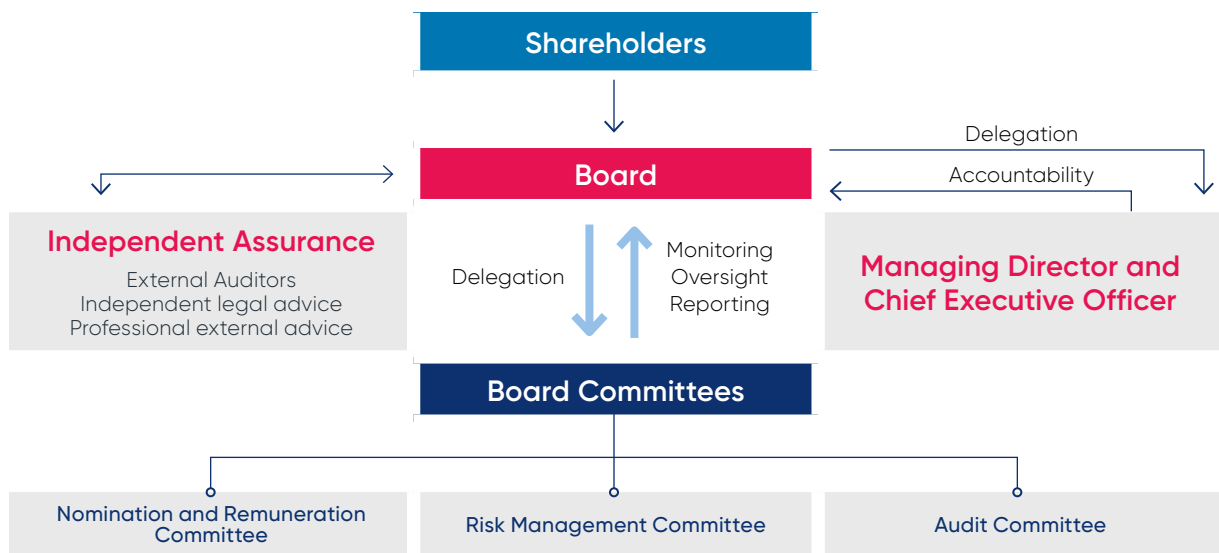 Shareholders
Delegation
Board
Accountability
Independent Assurance
External Auditors
Independent legal advice
Professional external advice
Delegation
Monitoring
Oversight
Reporting
Managing Director and
Chief Executive Officer
Board Committees
Nomination and Remuneration
Committee
Risk Management Committee
Audit Committee